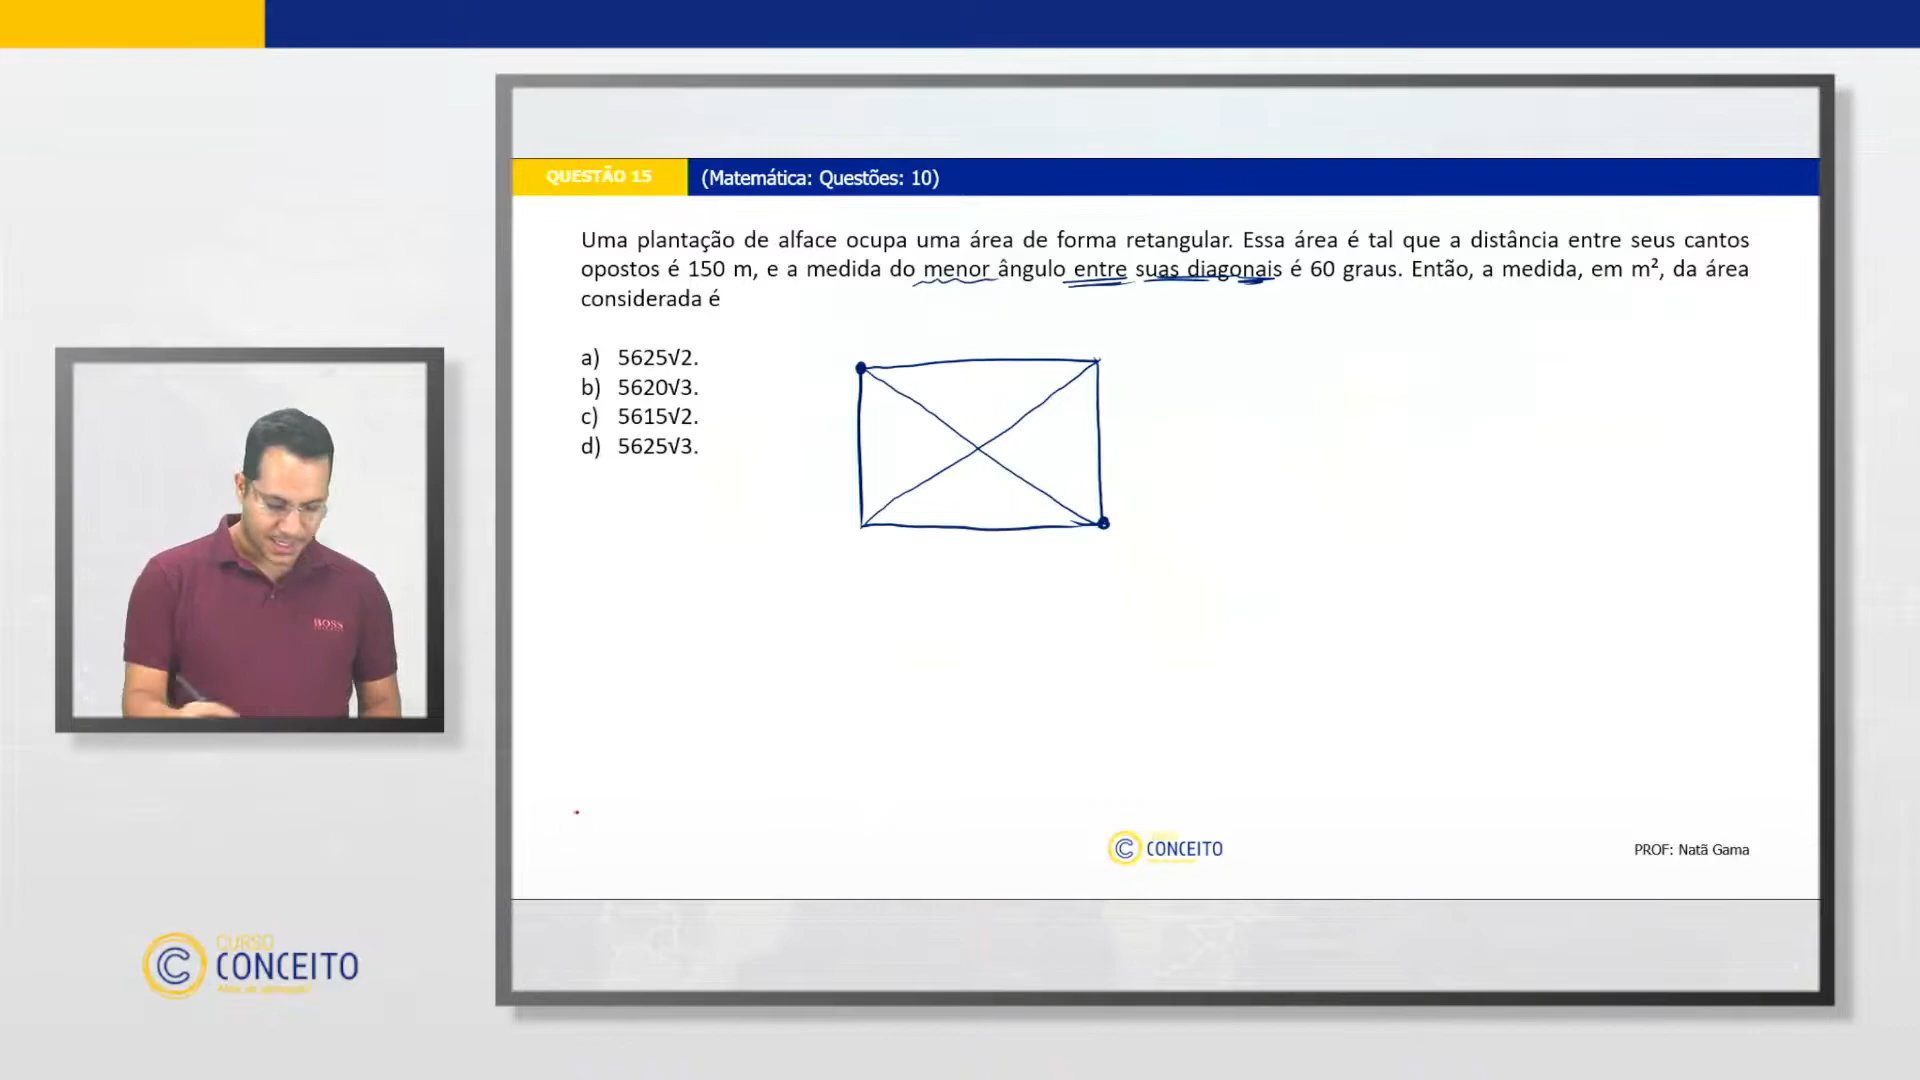 QUESTÃO 15
(Matemática: Questões: 10)
Uma plantação de alface ocupa uma área de forma retangular. Essa área é tal que a distância entre seus cantos
opostos é 150 m, e a medida do menor ângulo entre suas diagonais é 60 graus. Então, a medida, em m², da área
considerada é
a) 5625√2.
b) 5620√3.
c) 5615√2.
d) 5625√3.
BOSS
CONCEITO
PROF: Natã Gama
CURSO
CONCEITO